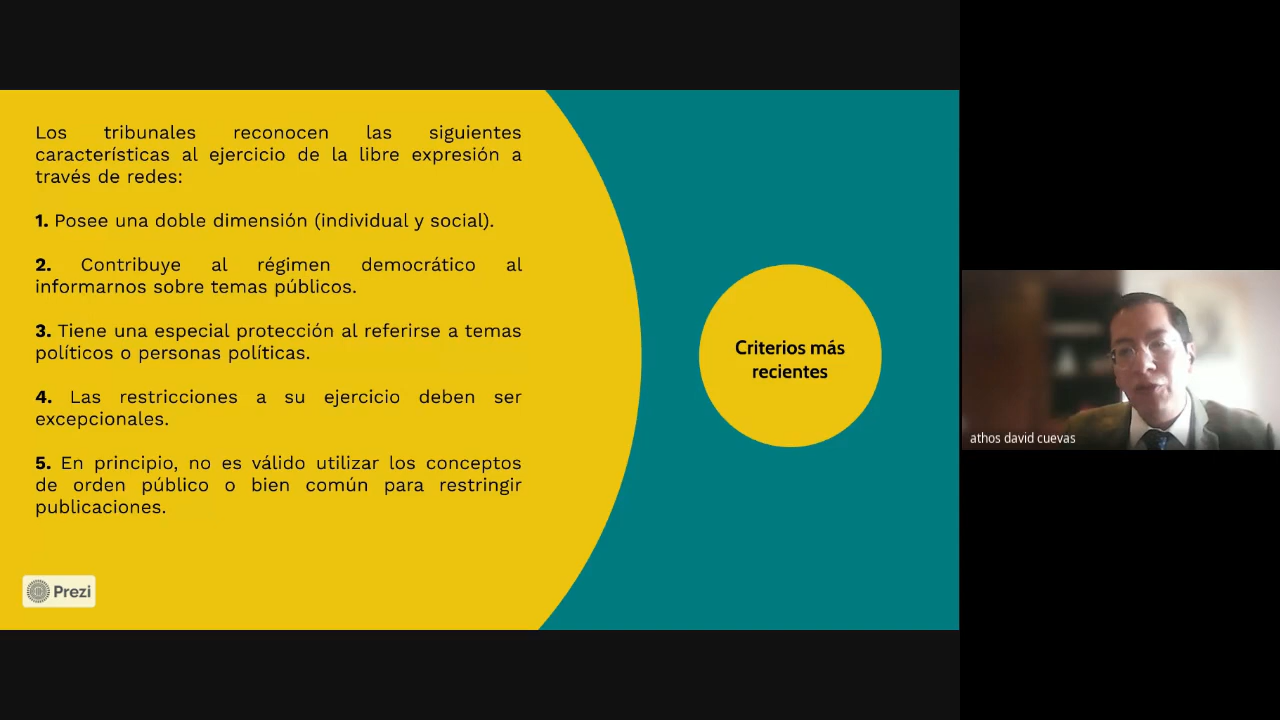 Los tribunales reconocen las siguientes
características al ejercicio de la libre expresión a
través de redes:
1. Posee una doble dimensión (individual y social).
2. Contribuye al régimen democrático al
informarnos sobre temas públicos.
3. Tiene una especial protección al referirse a temas
políticos o personas políticas.
4. Las restricciones a su ejercicio deben ser
excepcionales.
5. En principio, no es válido utilizar los conceptos
de orden público o bien común para restringir
publicaciones.
Prezi
Criterios más
recientes
athos david cuevas